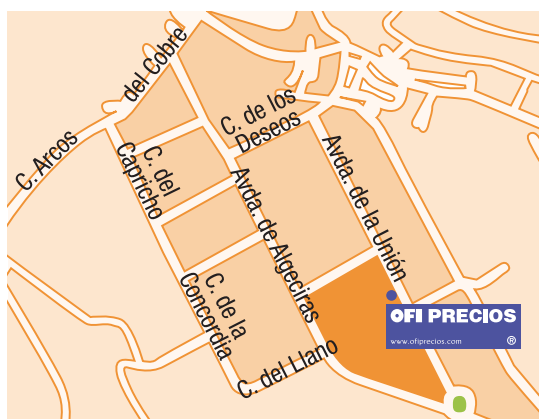 C. Arcos
del Cobre
C. de los
Deseos
C. del
Capricho
Avda. de Algeciras
Avda. de la Unión
C. de la
Concordia
C. del Llano
OFI PRECIOS
www.ofiprecios.com ®